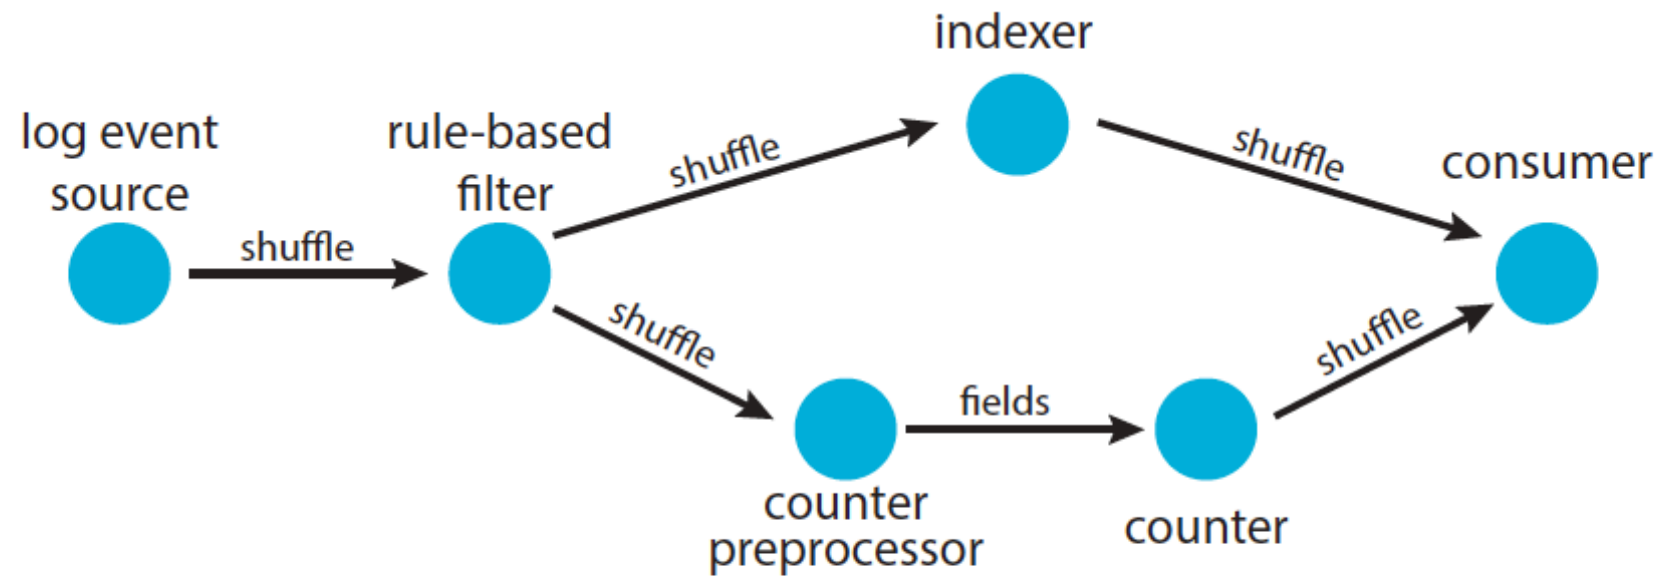 indexer
log event
source
rule-based
filter
shuffle
shuffle
shuffle
consumer
shuffle
fields
shuffle
counter
preprocessor
counter